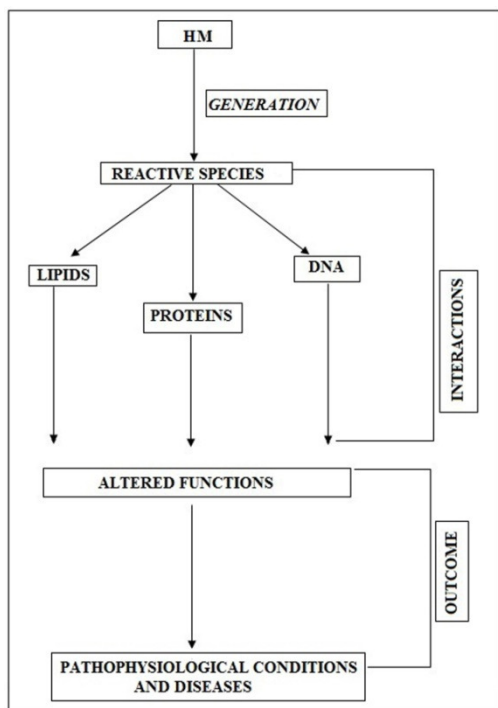 HM
GENERATION
REACTIVE SPECIES
LIPIDS
DNA
PROTEINS
INTERACTIONS
ALTERED FUNCTIONS
OUTCOME
PATHOPHYSIOLOGICAL CONDITIONS
AND DISEASES